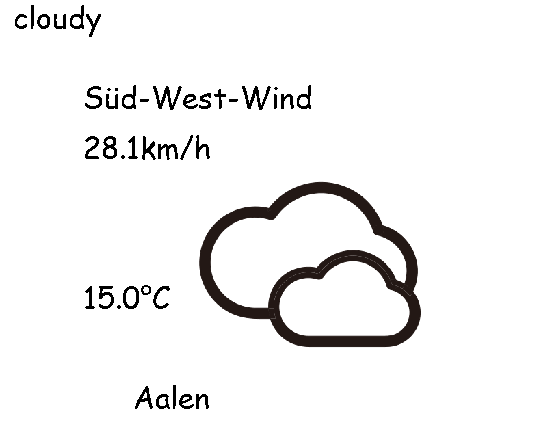 cloudy
Süd-West-Wind
28.1km/h
15.0°C
Aalen